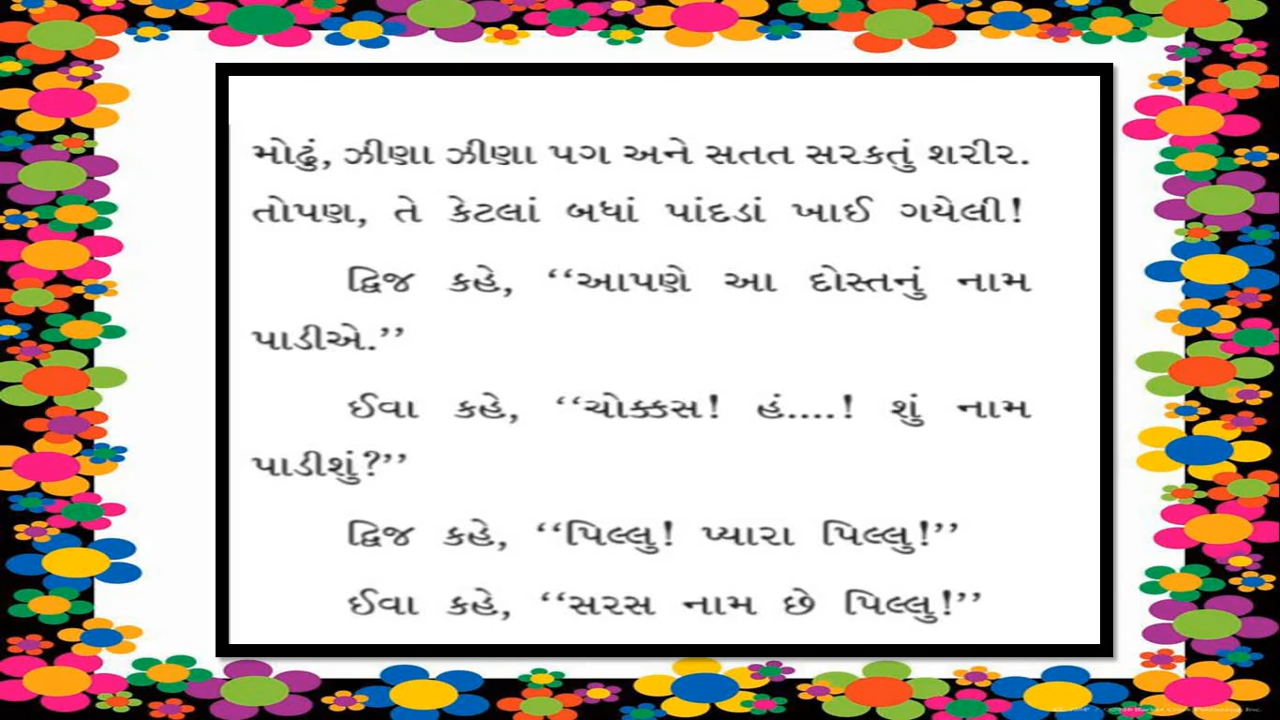 મોઢું, ઝીણા ઝીણા પગ અને સતત સરકતું શરીર.
તોપણ, તે કેટલાં બધાં પાંદડાં ખાઈ ગયેલી!
દ્વિજ કહે, ‘‘આપણે આ દોસ્તનું નામ
પાડીએ.’’
ઈવા કહે, ‘‘ચોક્કસ! હં....! શું નામ
પાડીશું?’’
દ્વિજ કહે, ‘‘પિલ્લુ! પ્યારા પિલ્લુ!’’
ઈવા કહે, ‘‘સરસ નામ છે પિલ્લુ!’’